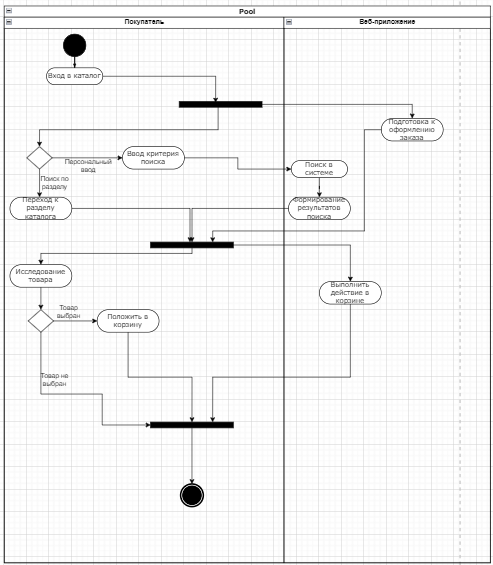 Pool
Покупатель
Веб-приложение
Вход в каталог
Подготовка к
оформлению
заказа
Персональный
ввод
Ввод критерия
поиска
Поиск в
системе
Поиск по
разделу
Переход к
разделу
каталога
Формирование
результатов
поиска
Исследование
товара
Выполнить
действие в
корзине
Товар
выбран
Положить в
корзину
Товар не
выбран